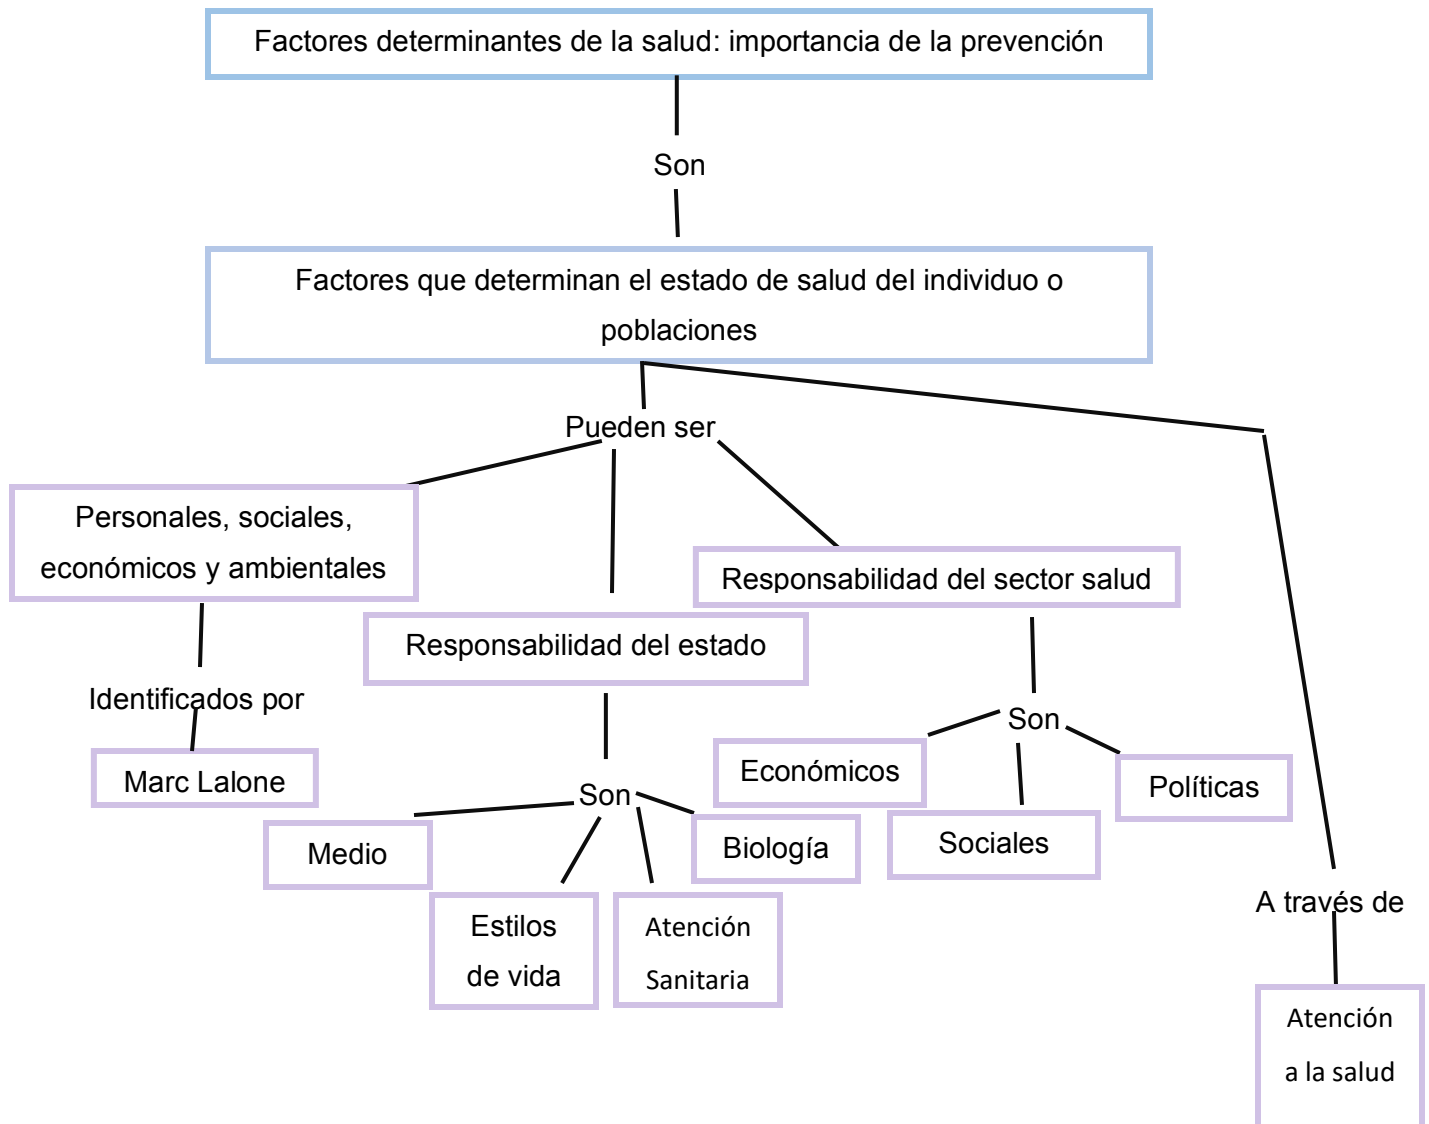 Factores determinantes de la salud: importancia de la prevención
Son
Factores que determinan el estado de salud del individuo o
poblaciones
Pueden ser
Personales, sociales,
económicos y ambientales
Responsabilidad del sector salud
Responsabilidad del estado
Identificados por
Marc Lalone
Son
Económicos
Políticas
Sociales
Son
Medio
Biología
Estilos
de vida
Atención
Sanitaria
A través de
Atención
a la salud